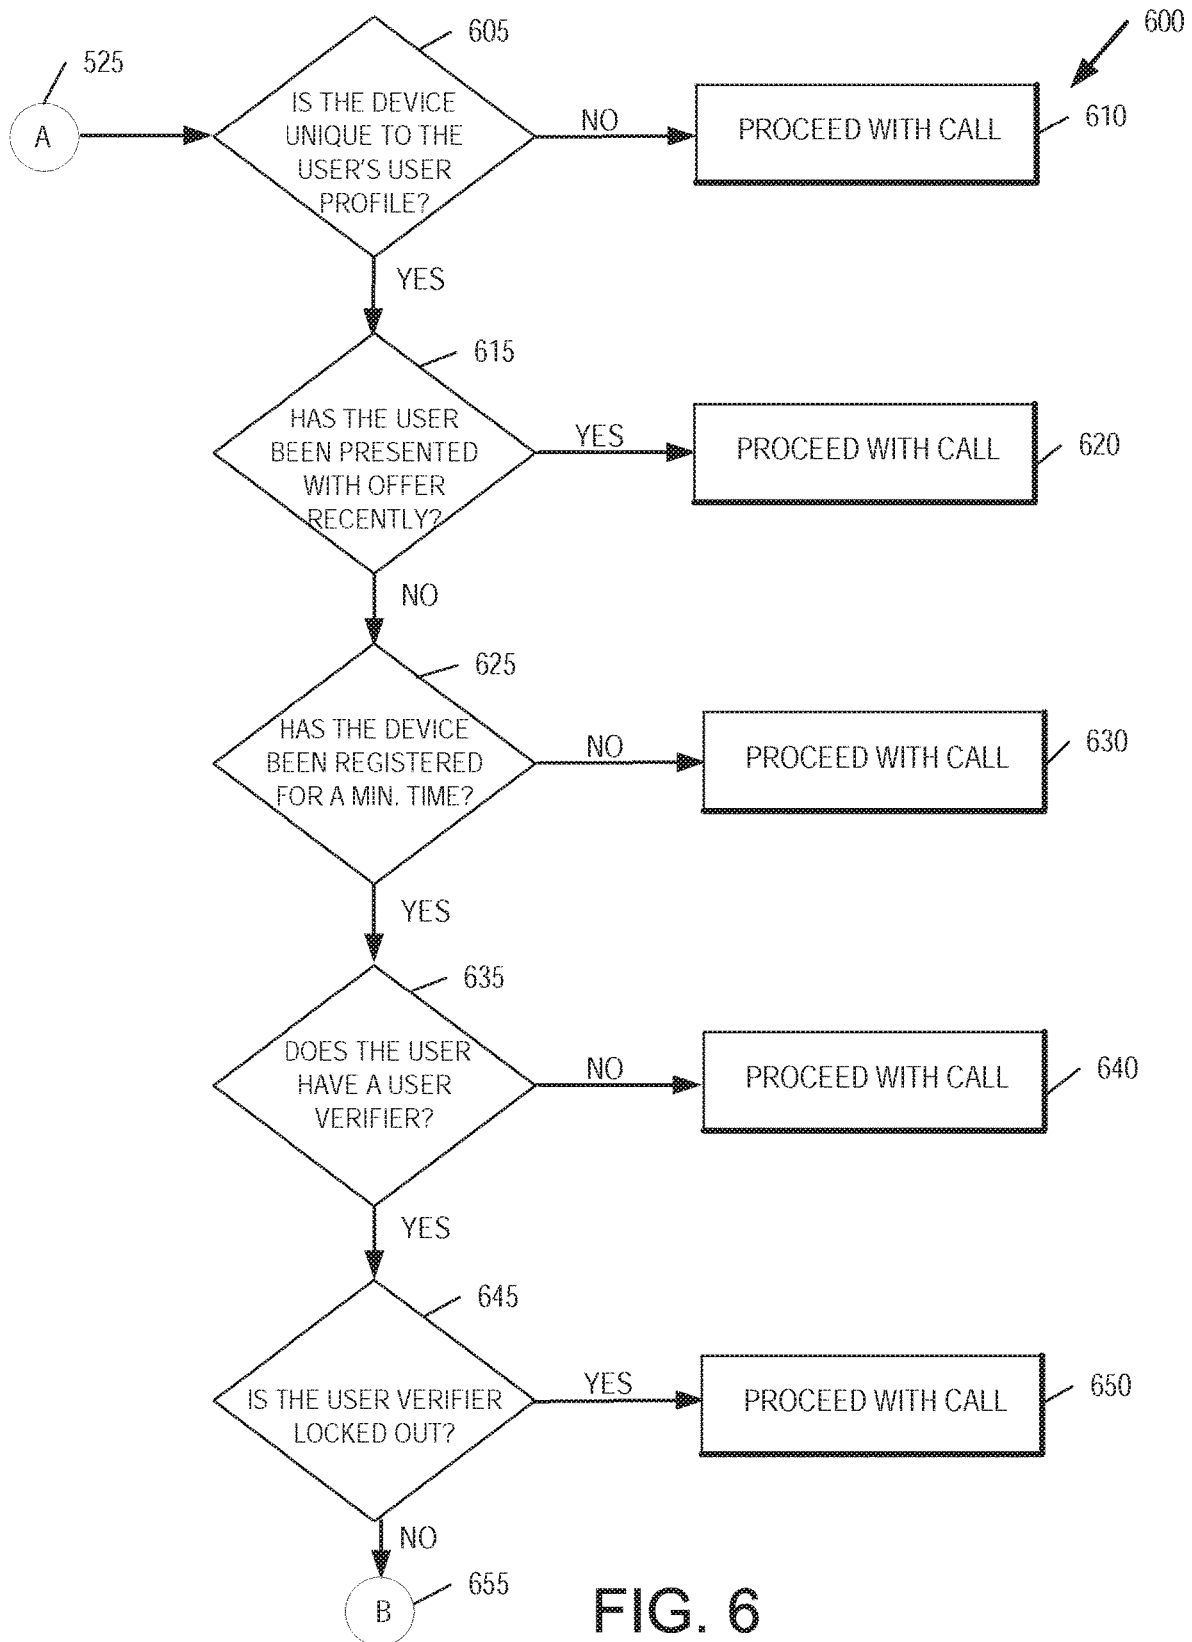 600
605
525
A
IS THE DEVICE
UNIQUE TO THE
USER'S USER
PROFILE?
NO
PROCEED WITH CALL
610
YES
615
HAS THE USER
BEEN PRESENTED
WITH OFFER
RECENTLY?
YES
PROCEED WITH CALL
620
NO
625
HAS THE DEVICE
BEEN REGISTERED
FOR A MIN. TIME?
NO
PROCEED WITH CALL
630
YES
635
DOES THE USER
HAVE A USER
VERIFIER?
NO
PROCEED WITH CALL
640
YES
645
IS THE USER VERIFIER
LOCKED OUT?
YES
PROCEED WITH CALL
650
NO
655
B
FIG. 6